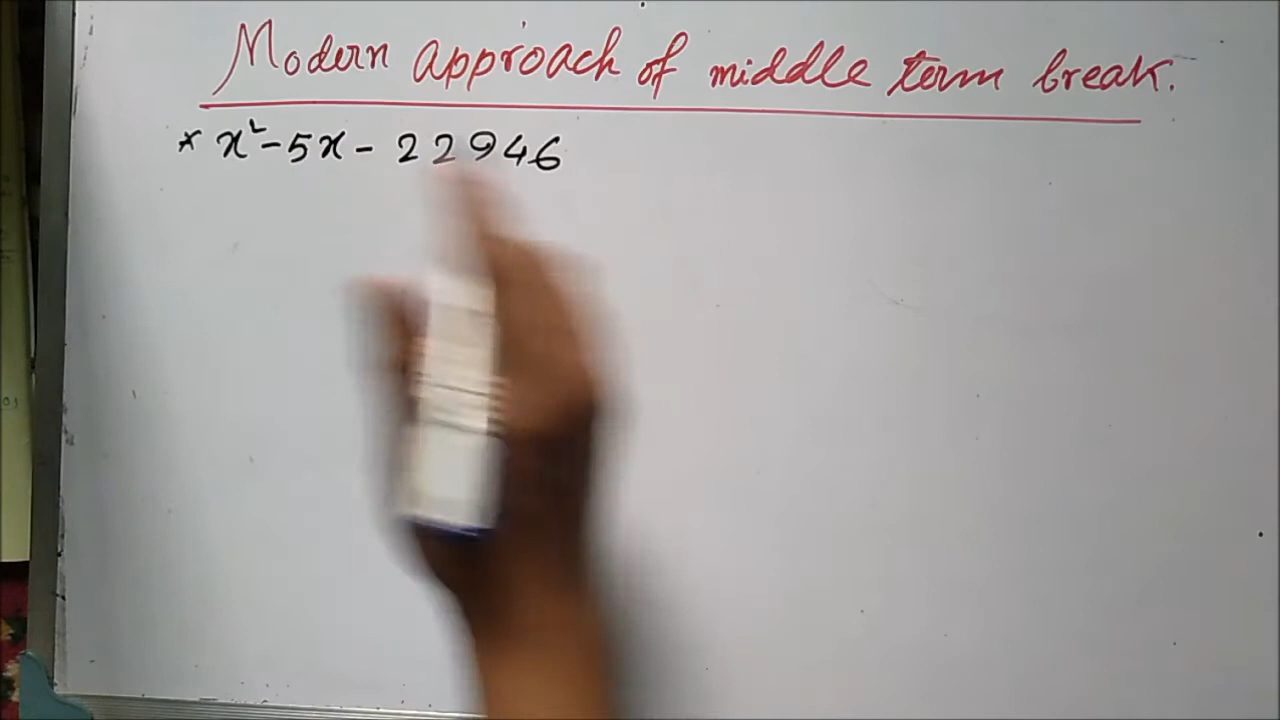 Modern approach of middle term break.
* x²-5x-22946